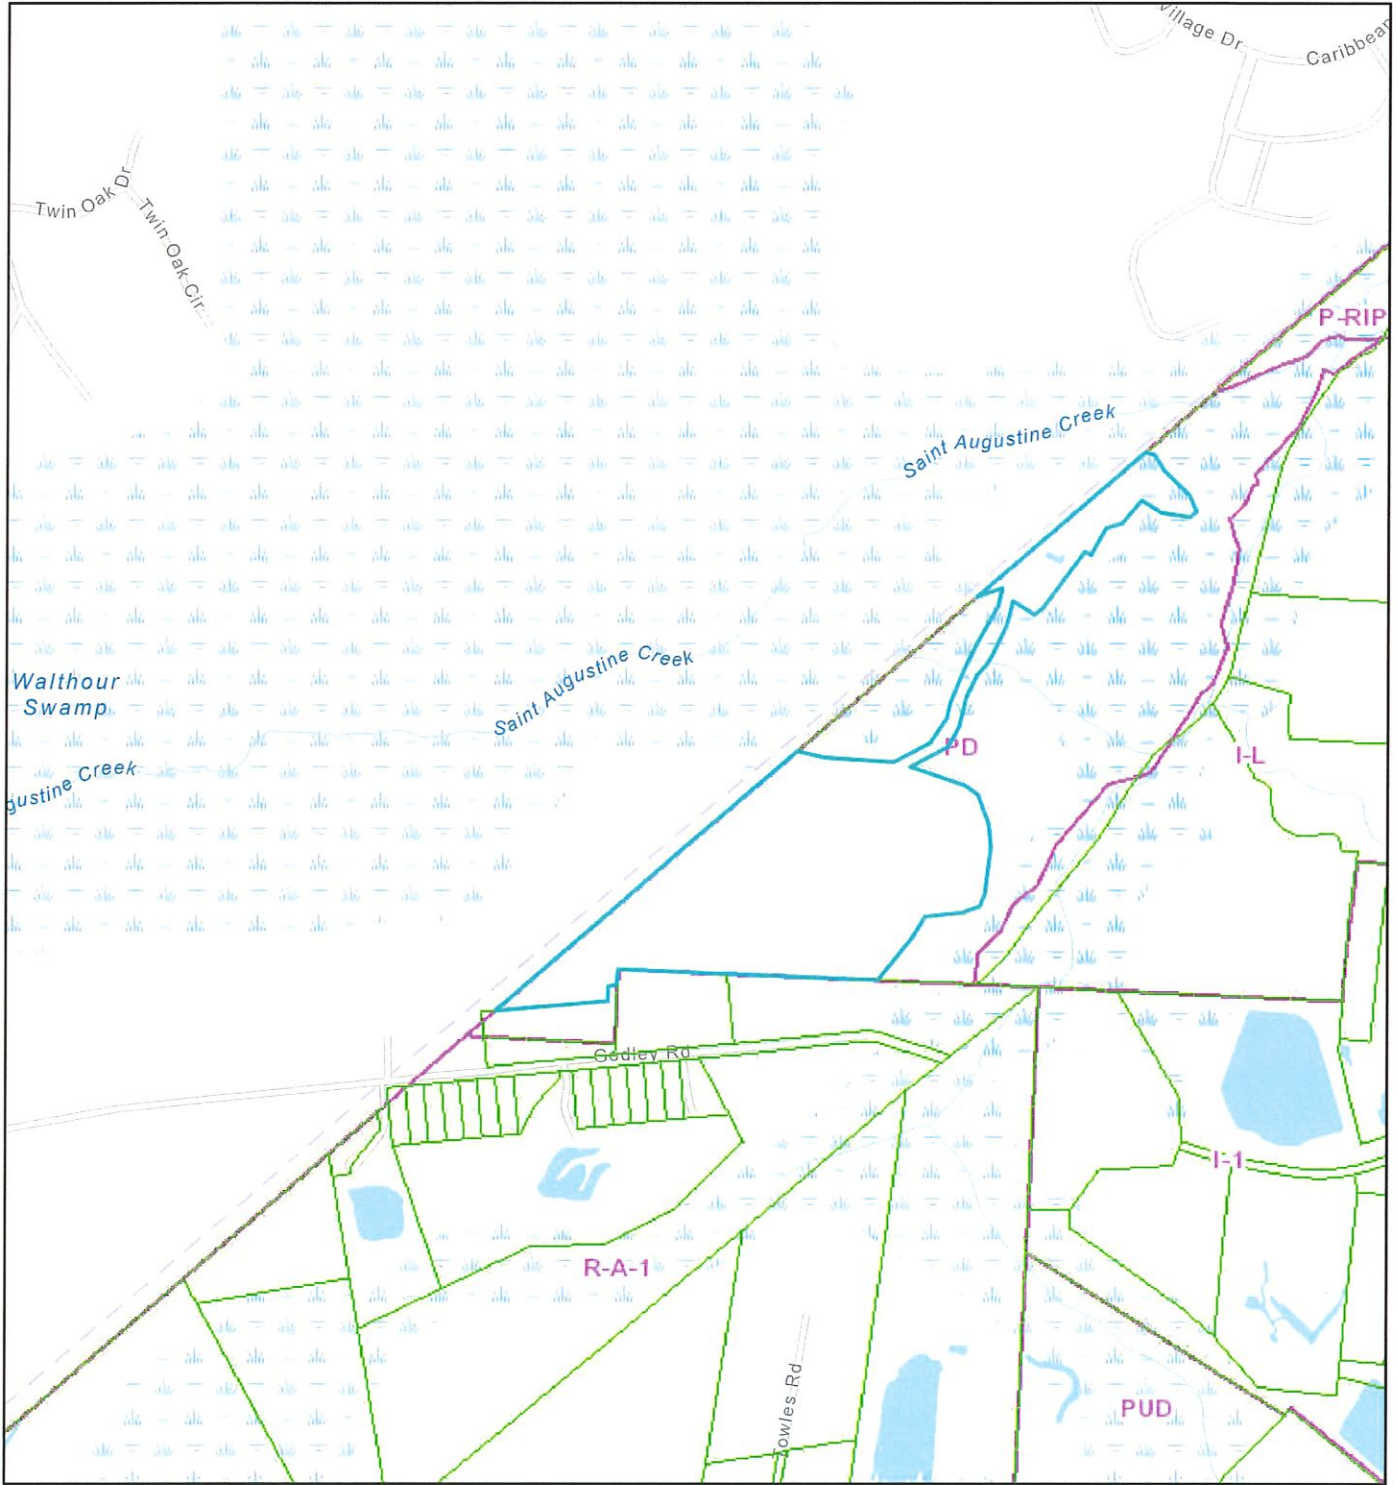 Village Dr
Caribbean
Twin Oak Dr
Twin Oak Cir
P-RIP
Saint Augustine Creek
Saint Augustine Creek
Walthour
Swamp
gustine Creek
PD
I-L
Godley Rd
I-1
R-A-1
Towles Rd
PUD